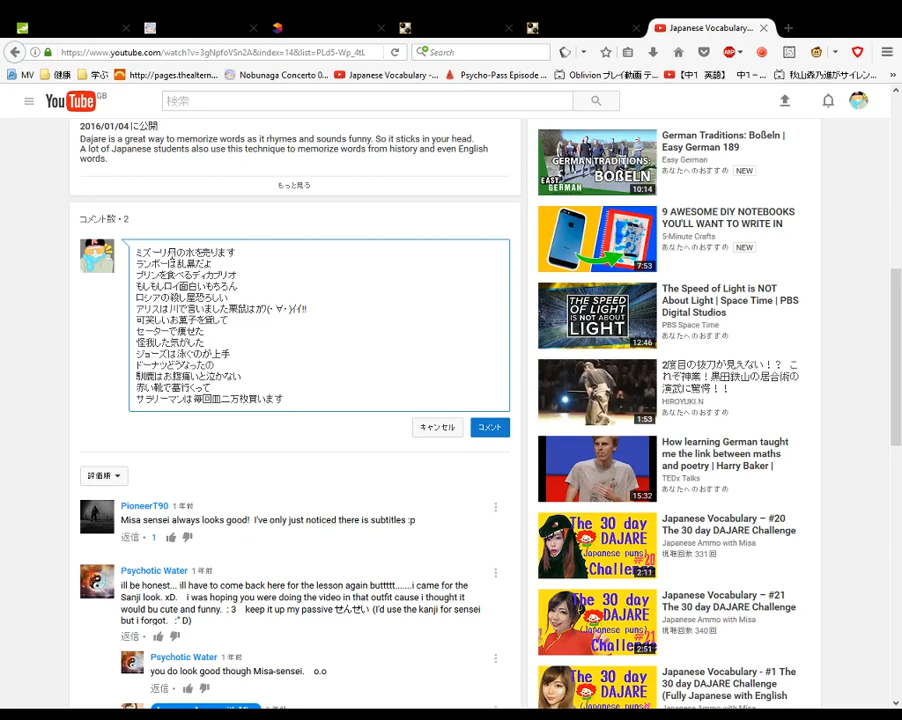 Japanese Vocabulary...
https://www.youtube.com/watch?v=3gNpfoVSn2A&index=14&list=PLd5-Wp_4tL
Search
MV
健康
学ぶ
http://pages.thealtern...
Nobunaga Concerto 0...
Japanese Vocabulary -...
Psycho-Pass Episode ...
Oblivion プレイ動画 テ...
【中1 英語】 中1-...
秋山森乃進がサイレン...
YouTube GB
検索
2016/01/04 に公開
Dajare is a great way to memorize words as it rhymes and sounds funny. So it sticks in your head.
A lot of Japanese students also use this technique to memorize words from history and even English
words.
もっと見る
コメント数・2
ミズーリ州の水を売ります
ランボーは乱暴だよ
プリンを食べるディカプリオ
もしもしロイ面白いもちろん
ロシアの殺し屋恐ろしい
アリスは川で言いました栗鼠はカワ(・∀・)イイ!!
可笑しいお菓子を貸して
セーターで痩せた
怪我した気がした
ジョーズは泳ぐのが上手
ドーナツどうなったの
馴鹿はお腹痛いと泣かない
赤い靴で墓行くって
サラリーマンは毎回皿二万枚買います
キャンセル
コメント
評価順
PioneerT90 1 年前
Misa sensei always looks good! I've only just noticed there is subtitles :p
返信・ 1
Psychotic Water 1 年前
ill be honest... ill have to come back here for the lesson again buttttt.......i came for the
Sanji look. xD. i was hoping you were doing the video in that outfit cause i thought it
would bu cute and funny. : 3 keep it up my passive せんせい (I'd use the kanji for sensei
but i forgot. :" D)
返信・
Psychotic Water 1 年前
you do look good though Misa-sensei. o.o
返信・
German Traditions: Boßeln |
Easy German 189
Easy German
あなたへのおすすめ NEW
GERMAN TRADITIONS:
BOẞELN
EASY
GERMAN
10:14
9 AWESOME DIY NOTEBOOKS
YOU'LL WANT TO WRITE IN
5-Minute Crafts
あなたへのおすすめ NEW
7:53
The Speed of Light is NOT
About Light | Space Time | PBS
Digital Studios
PBS Space Time
あなたへのおすすめ
THE
SPEED
OF
LIGHT
IS NOT ABOUT
LIGHT
12:46
2度目の抜刀が見えない！？ こ
れぞ神業！黒田鉄山の居合術の
演武に驚愕！！
HIROYUKI.N
あなたへのおすすめ
1:53
How learning German taught
me the link between maths
and poetry | Harry Baker |
TEDx Talks
あなたへのおすすめ
15:32
Japanese Vocabulary – #20
The 30 day DAJARE Challenge
Japanese Ammo with Misa
視聴回数 331 回
The 30 day
DAJARE
(Japanese puns)
Challenge
#20
2:11
Japanese Vocabulary – #21
The 30 day DAJARE Challenge
Japanese Ammo with Misa
視聴回数 340 回
The 30 day
DAJARE
(Japanese puns)
Challenge
#21
2:51
Japanese Vocabulary - #1 The
30 day DAJARE Challenge
(Fully Japanese with English
The 30 day
DAJARE
(Japanese puns)